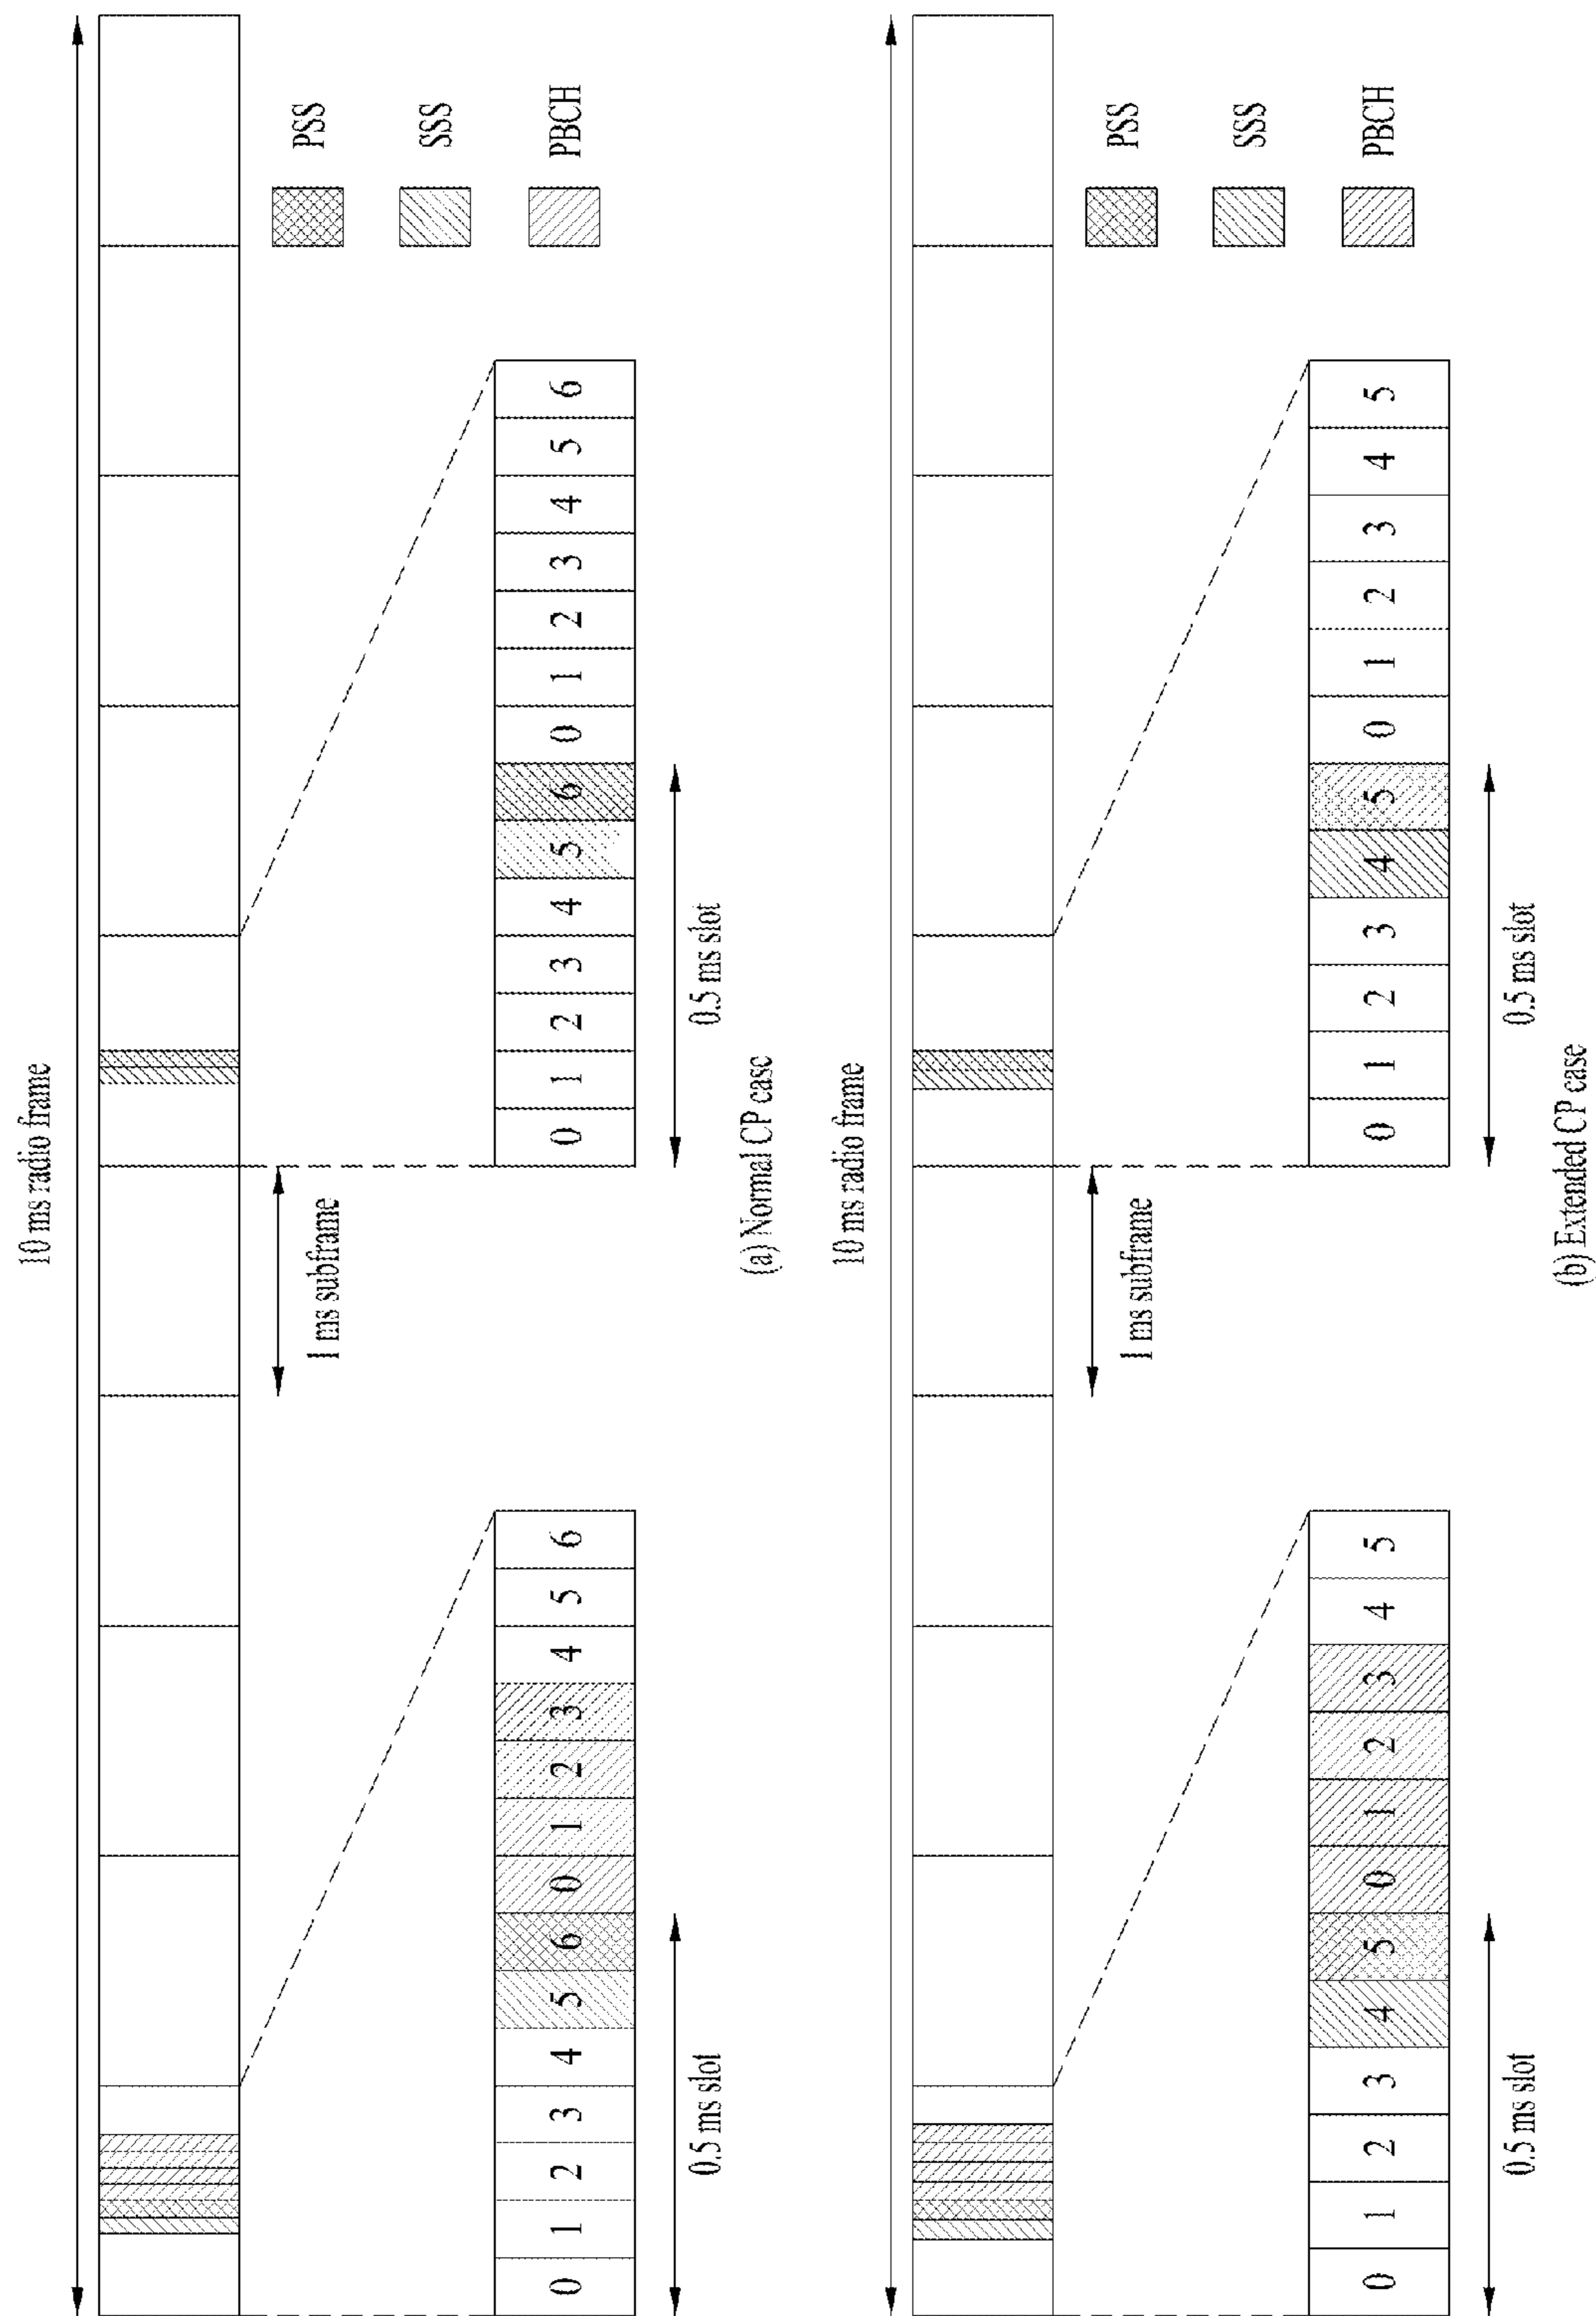 10 ms radio frame
1 ms subframe
PSS
SSS
PBCH
0 1 2 3 4 5 6 0 1 2 3 4 5 6
0 1 2 3 4 5 6 0 1 2 3 4 5 6
0.5 ms slot
0.5 ms slot
(a) Normal CP case
10 ms radio frame
1 ms subframe
PSS
SSS
PBCH
0 1 2 3 4 5 0 1 2 3 4 5
0 1 2 3 4 5 0 1 2 3 4 5
0.5 ms slot
0.5 ms slot
(b) Extended CP case